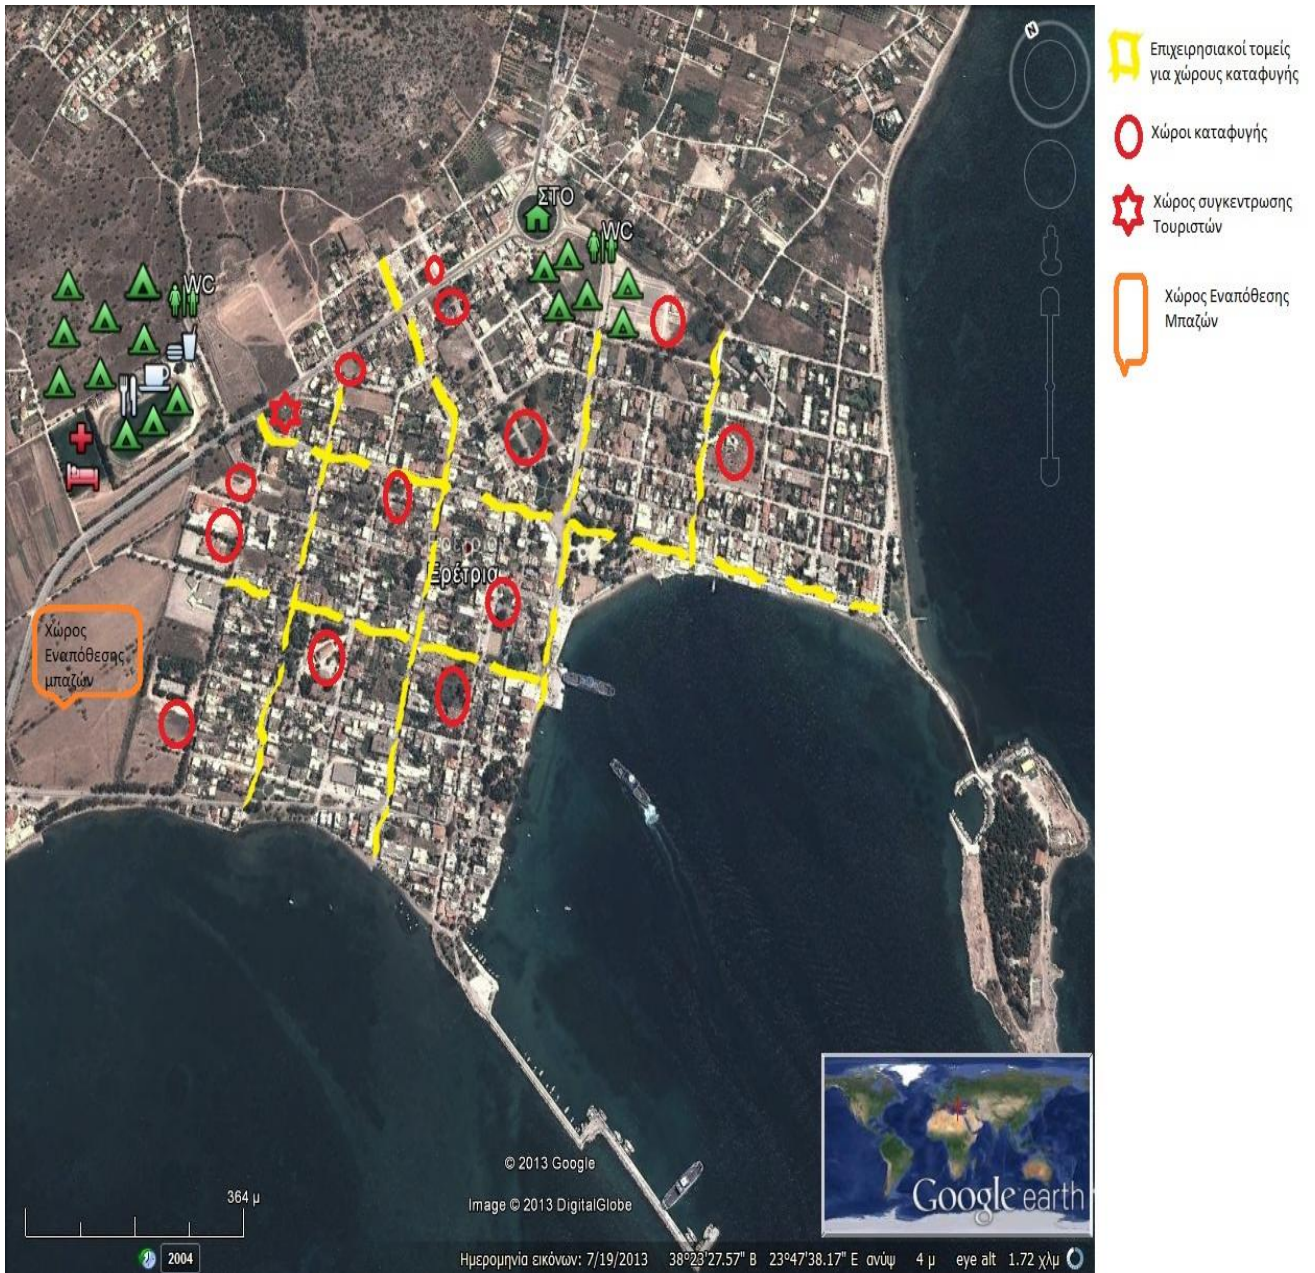 Επιχειρησιακοί τομείς
για χώρους καταφυγής
Χώροι καταφυγής
Χώρος συγκεντρωσης
Τουριστών
Χώρος Εναπόθεσης
Μπαζών
N
ΣΤΟ
WC
WC
Ερέτρια
Χώρος
Εναπόθεσης
μπαζών
© 2013 Google
Image © 2013 DigitalGlobe
Google earth
364 μ
2004
Ημερομηνία εικόνων: 7/19/2013 38°23'27.57" Β 23°47'38.17" Ε ανύψ 4 μ eye alt 1.72 χλμ